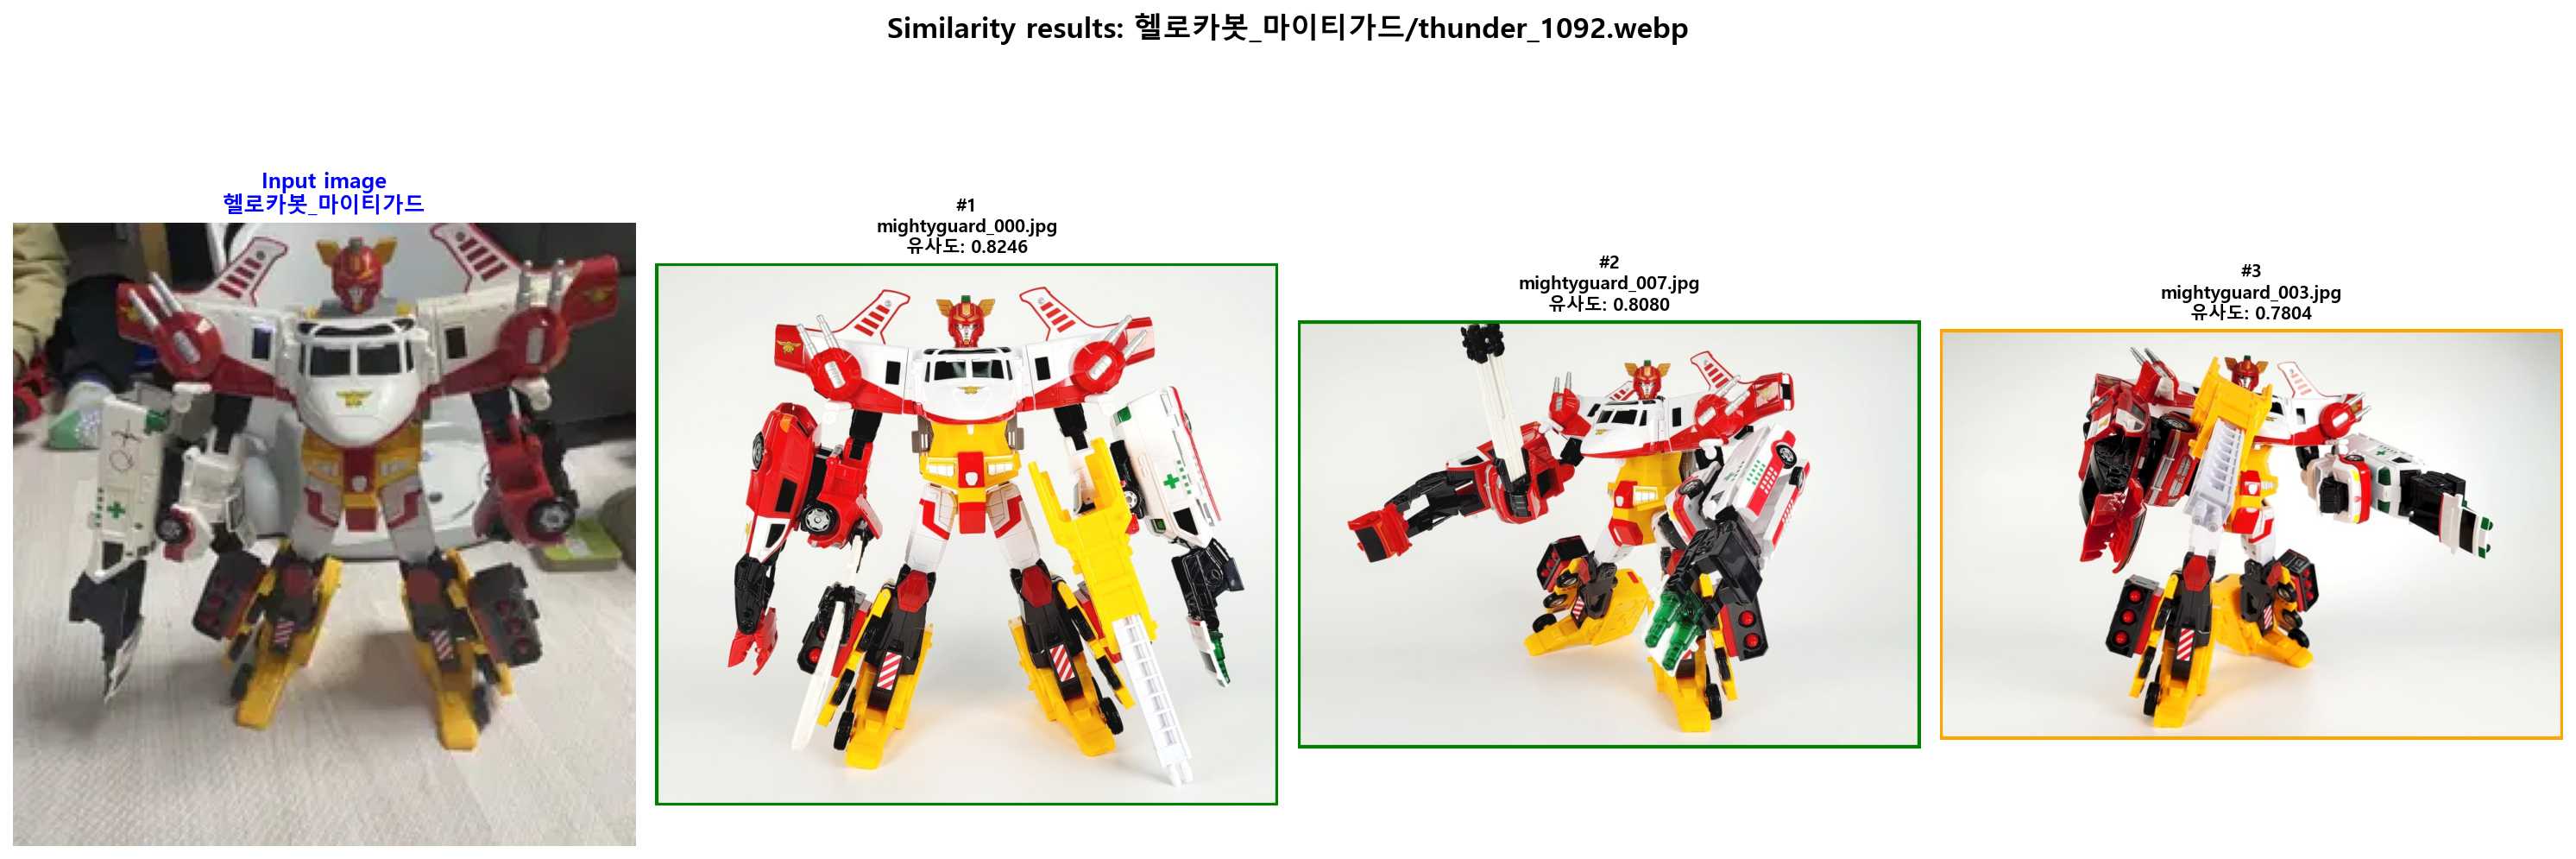 Similarity results: 헬로카봇_마이티가드/thunder_1092.webp
Input image
헬로카봇_마이티가드
#1
mightyguard_000.jpg
유사도: 0.8246
#2
mightyguard_007.jpg
유사도: 0.8080
#3
mightyguard_003.jpg
유사도: 0.7804